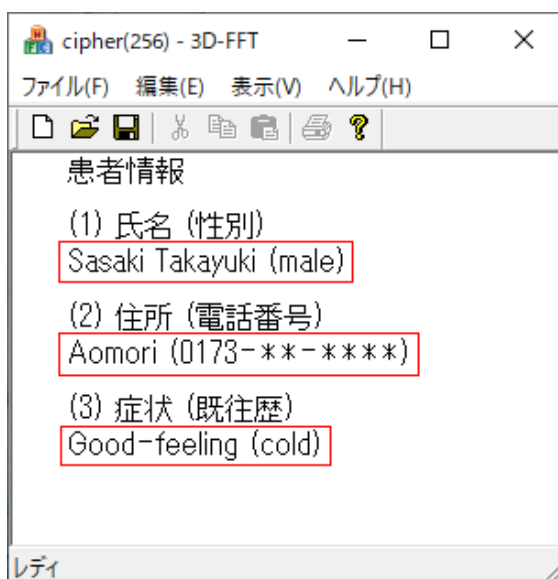 cipher(256) - 3D-FFT
ファイル(F) 編集(E) 表示(V) ヘルプ(H)
患者情報
(1) 氏名 (性別)
Sasaki Takayuki (male)
(2) 住所 (電話番号)
Aomori (0173-**-****)
(3) 症状 (既往歴)
Good-feeling (cold)
レディ